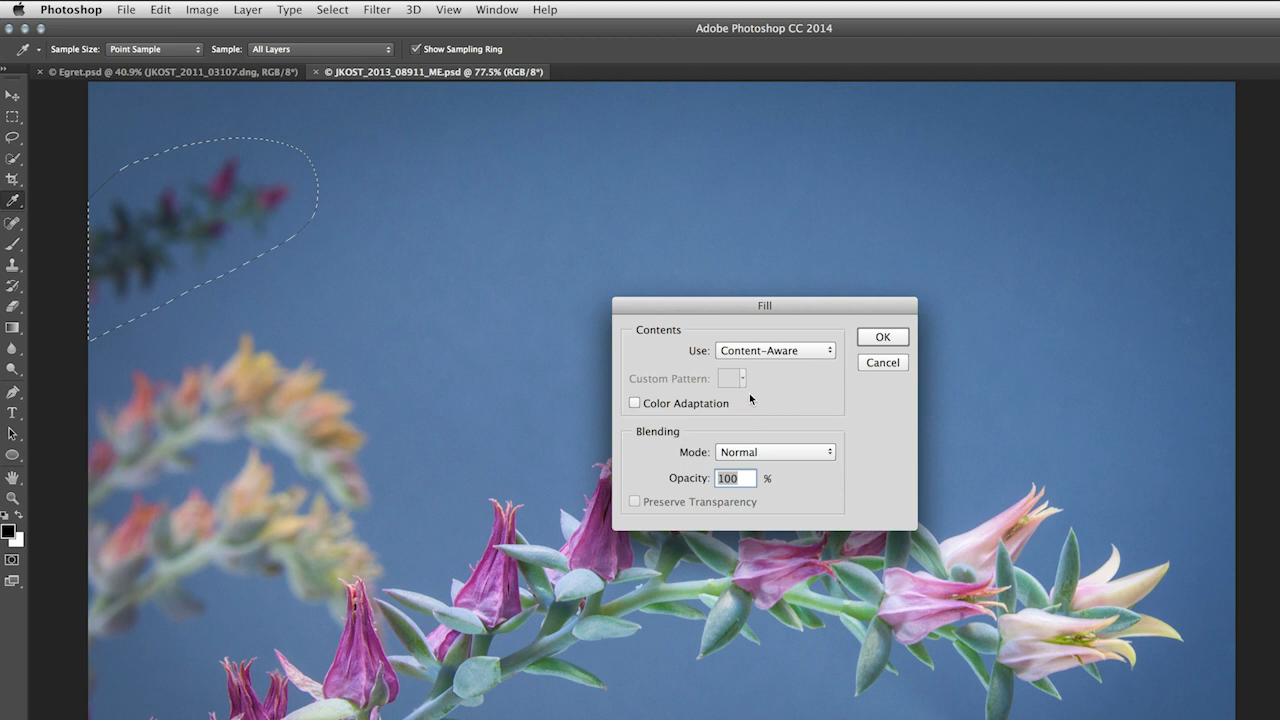 Photoshop File Edit Image Layer Type Select Filter 3D View Window Help
Adobe Photoshop CC 2014
Sample Size: Point Sample Sample: All Layers Show Sampling Ring
× © Egret.psd @ 40.9% (JKOST_2011_03107.dng, RGB/8*) × © JKOST_2013_08911_ME.psd @ 77.5% (RGB/8*)
Fill
Contents
Use: Content-Aware
OK
Custom Pattern:
Cancel
Color Adaptation
Blending
Mode: Normal
Opacity: 100 %
Preserve Transparency